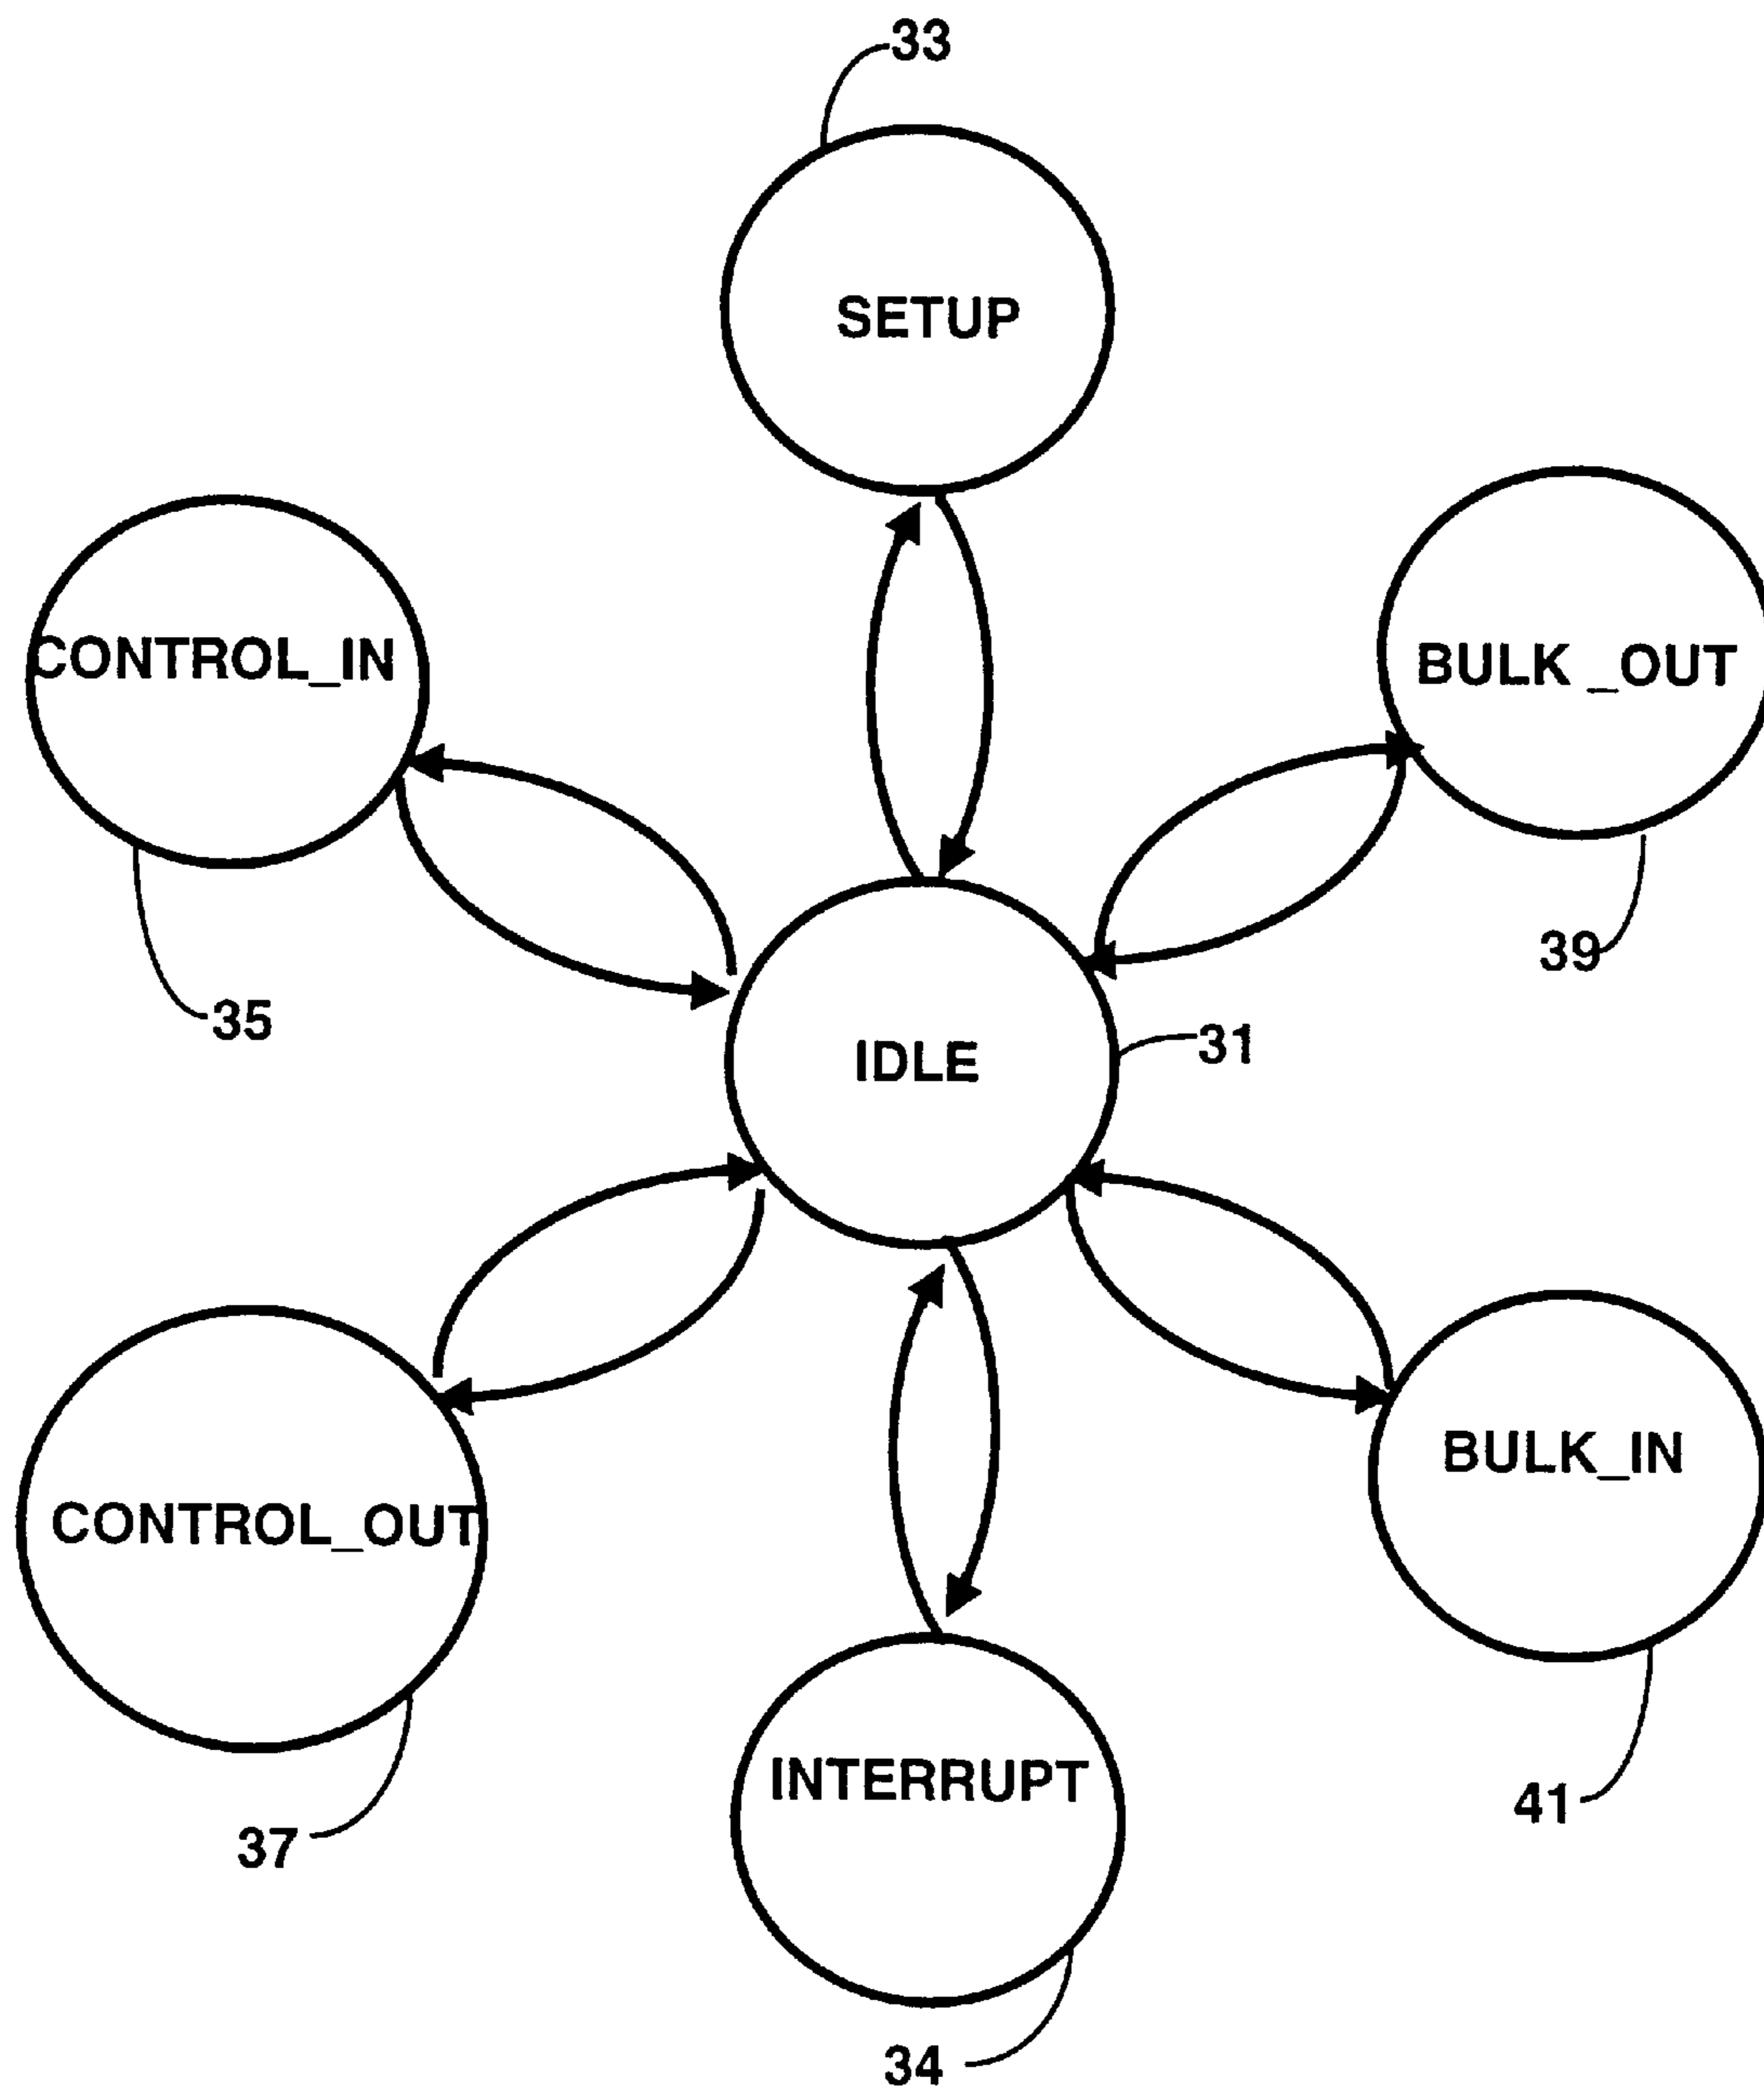 33
SETUP
CONTROL_IN
BULK _OUT
39
35
31
IDLE
BULK_IN
CONTROL_OUT
INTERRUPT
41
37
34